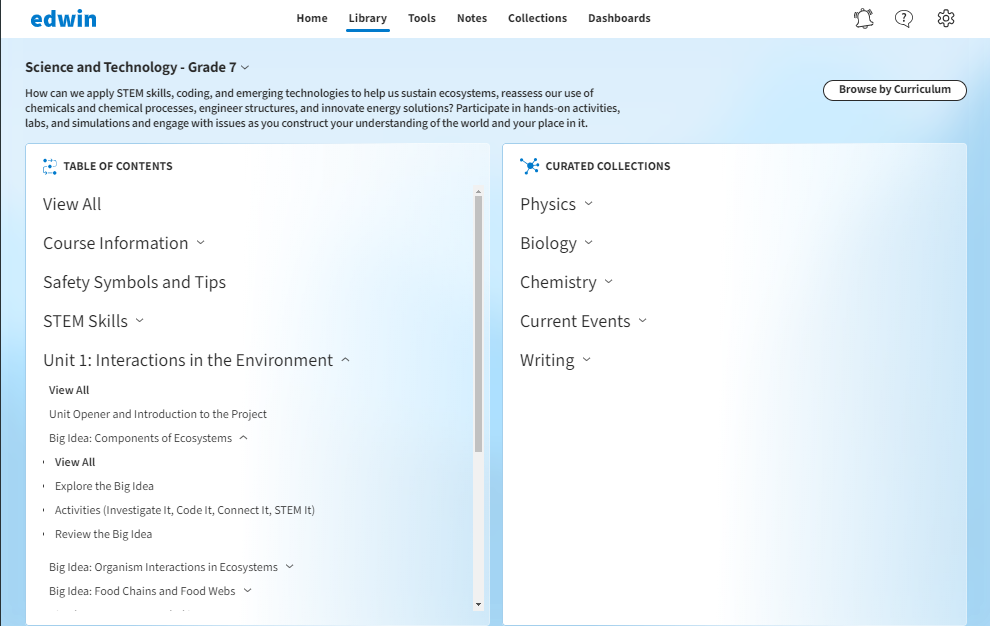 edwin
Home Library Tools Notes Collections Dashboards
?
Science and Technology - Grade 7
How can we apply STEM skills, coding, and emerging technologies to help us sustain ecosystems, reassess our use of
chemicals and chemical processes, engineer structures, and innovate energy solutions? Participate in hands-on activities,
labs, and simulations and engage with issues as you construct your understanding of the world and your place in it.
Browse by Curriculum
TABLE OF CONTENTS
View All
Course Information
Safety Symbols and Tips
STEM Skills
Unit 1: Interactions in the Environment
View All
Unit Opener and Introduction to the Project
Big Idea: Components of Ecosystems
View All
Explore the Big Idea
Activities (Investigate It, Code It, Connect It, STEM It)
Review the Big Idea
Big Idea: Organism Interactions in Ecosystems
Big Idea: Food Chains and Food Webs
CURATED COLLECTIONS
Physics
Biology
Chemistry
Current Events
Writing